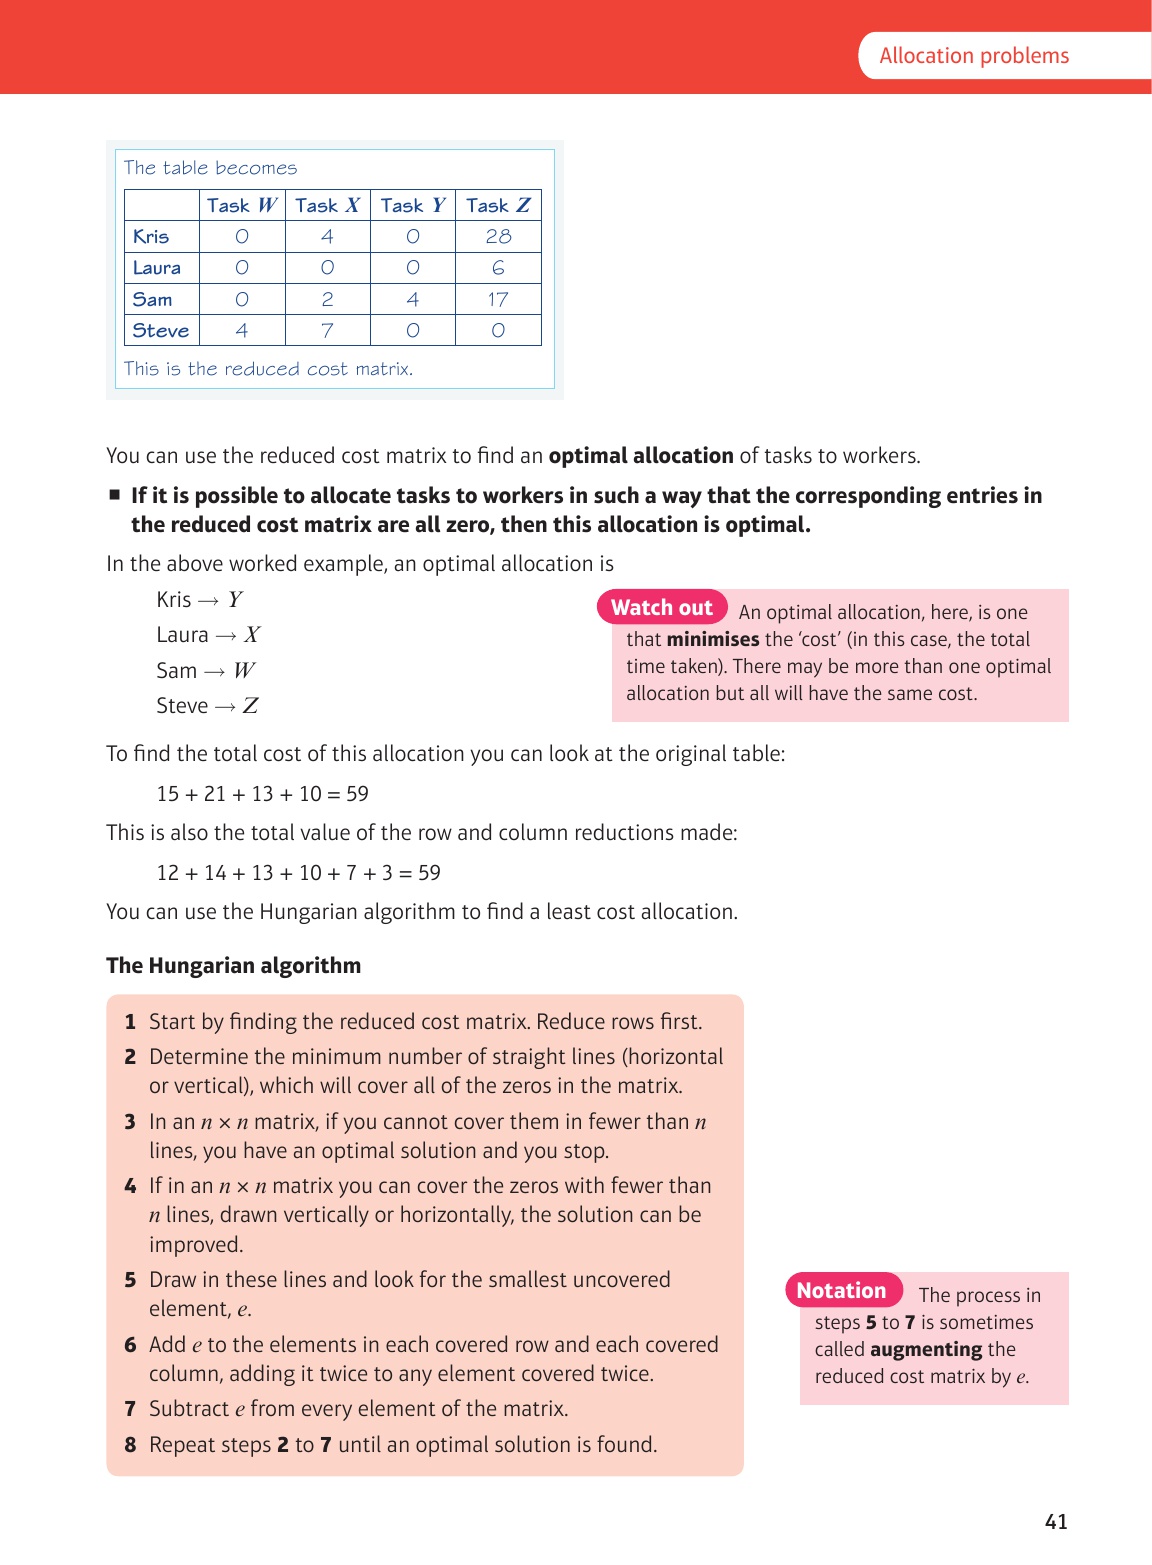 Allocation problems
The table becomes
Task W Task X Task Y Task Z
Kris 0 4 0 28
Laura 0 0 0 6
Sam 0 2 4 17
Steve 4 7 0 0
This is the reduced cost matrix.
You can use the reduced cost matrix to find an optimal allocation of tasks to workers.
■ If it is possible to allocate tasks to workers in such a way that the corresponding entries in
the reduced cost matrix are all zero, then this allocation is optimal.
In the above worked example, an optimal allocation is
Kris → Y
Laura → X
Sam → W
Steve → Z
Watch out An optimal allocation, here, is one
that minimises the ‘cost’ (in this case, the total
time taken). There may be more than one optimal
allocation but all will have the same cost.
To find the total cost of this allocation you can look at the original table:
15 + 21 + 13 + 10 = 59
This is also the total value of the row and column reductions made:
12 + 14 + 13 + 10 + 7 + 3 = 59
You can use the Hungarian algorithm to find a least cost allocation.
The Hungarian algorithm
1 Start by finding the reduced cost matrix. Reduce rows first.
2 Determine the minimum number of straight lines (horizontal
or vertical), which will cover all of the zeros in the matrix.
3 In an n × n matrix, if you cannot cover them in fewer than n
lines, you have an optimal solution and you stop.
4 If in an n × n matrix you can cover the zeros with fewer than
n lines, drawn vertically or horizontally, the solution can be
improved.
5 Draw in these lines and look for the smallest uncovered
element, e.
6 Add e to the elements in each covered row and each covered
column, adding it twice to any element covered twice.
7 Subtract e from every element of the matrix.
8 Repeat steps 2 to 7 until an optimal solution is found.
Notation The process in
steps 5 to 7 is sometimes
called augmenting the
reduced cost matrix by e.
41